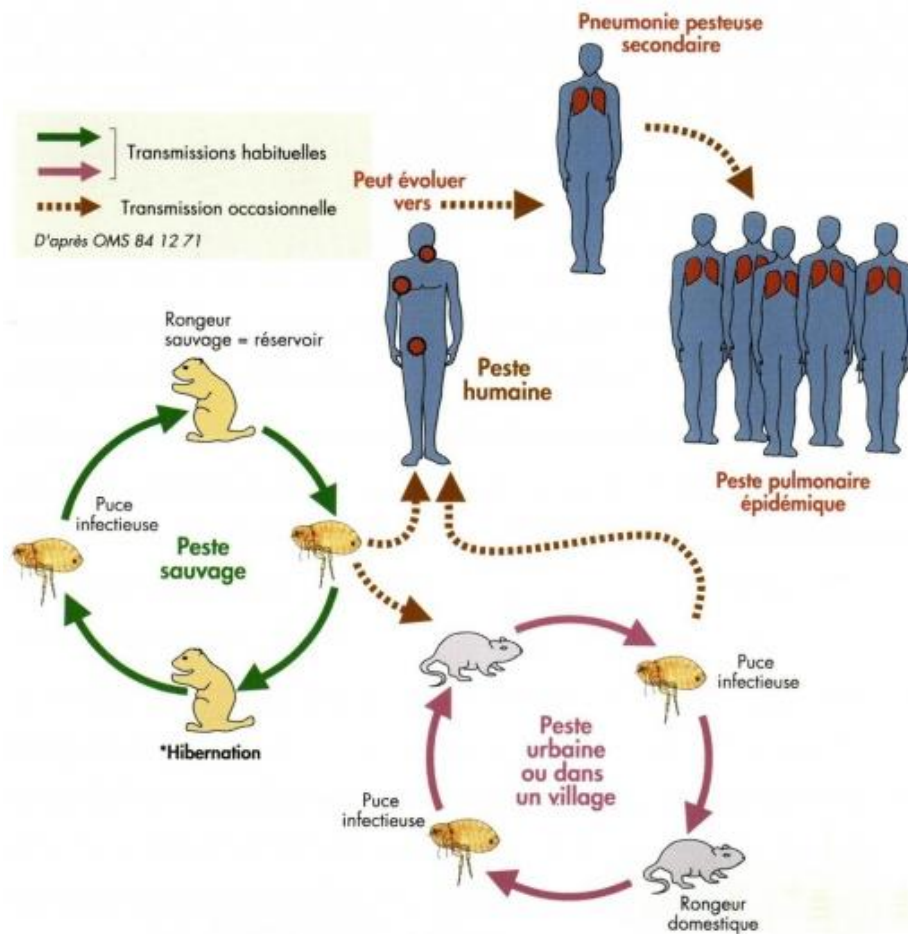 Pneumonie pesteuse
secondaire
Transmissions habituelles
Transmission occasionnelle
D'après OMS 84 12 71
Peut évoluer
vers
Rongeur
sauvage = réservoir
Peste
humaine
Peste pulmonaire
épidémique
Puce
infectieuse
Peste
sauvage
*Hibernation
Puce
infectieuse
Peste
urbaine
ou dans
un village
Puce
infectieuse
Rongeur
domestique